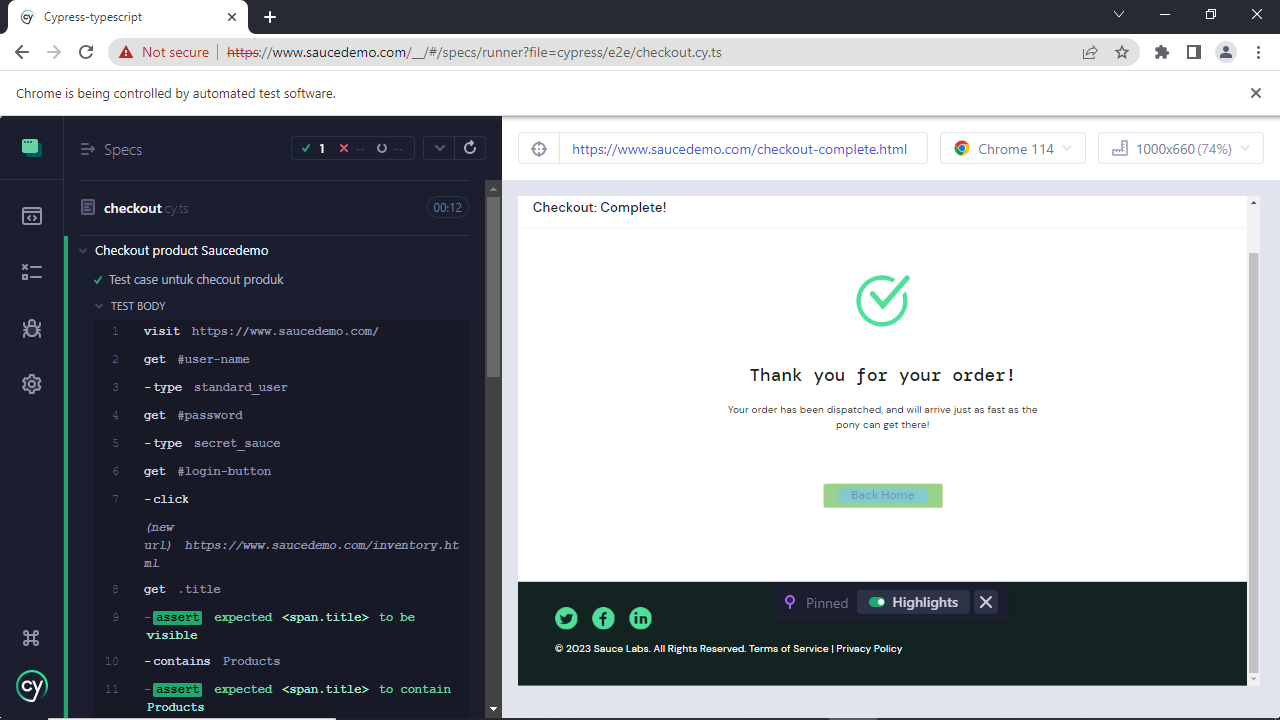 Cypress-typescript
Not secure https://www.saucedemo.com/__/#/specs/runner?file=cypress/e2e/checkout.cy.ts
Chrome is being controlled by automated test software.
Specs
1 -- --
https://www.saucedemo.com/checkout-complete.html
Chrome 114
1000x660 (74%)
checkout.cy.ts 00:12
Checkout product Saucedemo
Test case untuk checout produk
TEST BODY
1 visit https://www.saucedemo.com/
2 get #user-name
3 -type standard_user
4 get #password
5 -type secret_sauce
6 get #login-button
7 -click
(new
url) https://www.saucedemo.com/inventory.ht
ml
8 get .title
9 -assert expected <span.title> to be
visible
10 -contains Products
11 -assert expected <span.title> to contain
Products
cy
Checkout: Complete!
Thank you for your order!
Your order has been dispatched, and will arrive just as fast as the
pony can get there!
Back Home
Pinned Highlights
© 2023 Sauce Labs. All Rights Reserved. Terms of Service | Privacy Policy